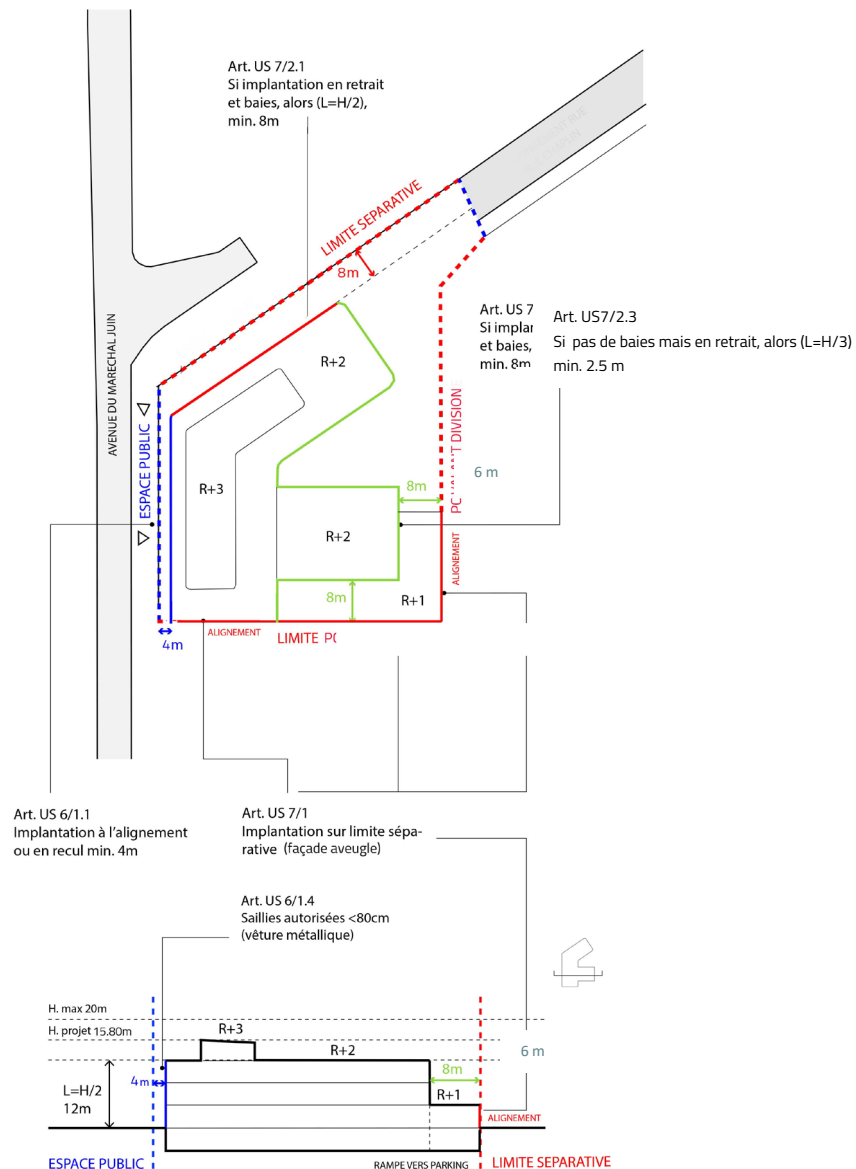 Art. US 7/2.1
Si implantation en retrait
et baies, alors (L=H/2),
min. 8m
LIMITE SEPARATIVE
8m
AVENUE DU MARECHAL JUIN
ESPACE PUBLIC
R+2
R+3
Art. US 7
Si implar
et baies,
min. 8m
Art. US7/2.3
Si pas de baies mais en retrait, alors (L=H/3)
min. 2.5 m
DIVISION
6 m
8m
R+2
ALIGNEMENT
8m
R+1
ALIGNEMENT
LIMITE
4m
Art. US 6/1.1
Implantation à l'alignement
ou en recul min. 4m
Art. US 7/1
Implantation sur limite sépa-
rative (façade aveugle)
Art. US 6/1.4
Saillies autorisées <80cm
(vêture métallique)
H. max 20m
H. projet 15.80m
R+3
R+2
6 m
4m
8m
L=H/2
12m
R+1
ALIGNEMENT
ESPACE PUBLIC
RAMPE VERS PARKING
LIMITE SEPARATIVE